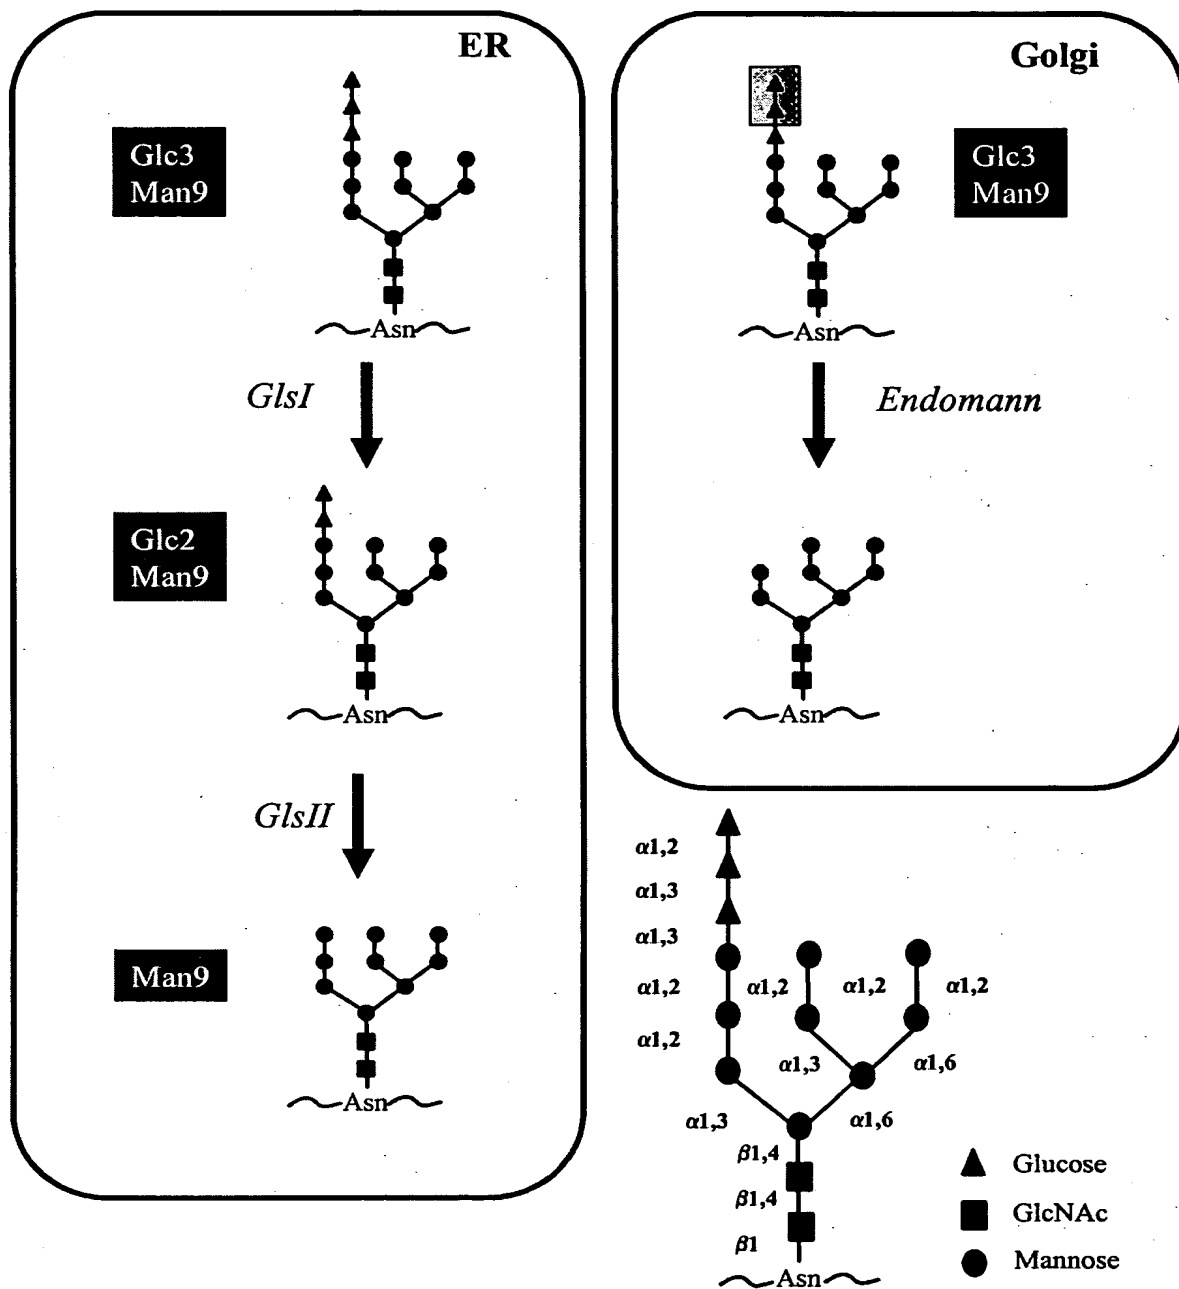 ER
Glc3
Man9
Asn
GlsI
Glc2
Man9
Asn
GlsII
Man9
Asn
Golgi
Glc3
Man9
Asn
Endomann
Asn
α1,2
α1,3
α1,3
α1,2 α1,2 α1,2 α1,2
α1,2
α1,3 α1,6
α1,3 α1,6
β1,4
β1,4
β1
Asn
Glucose
GlcNAc
Mannose